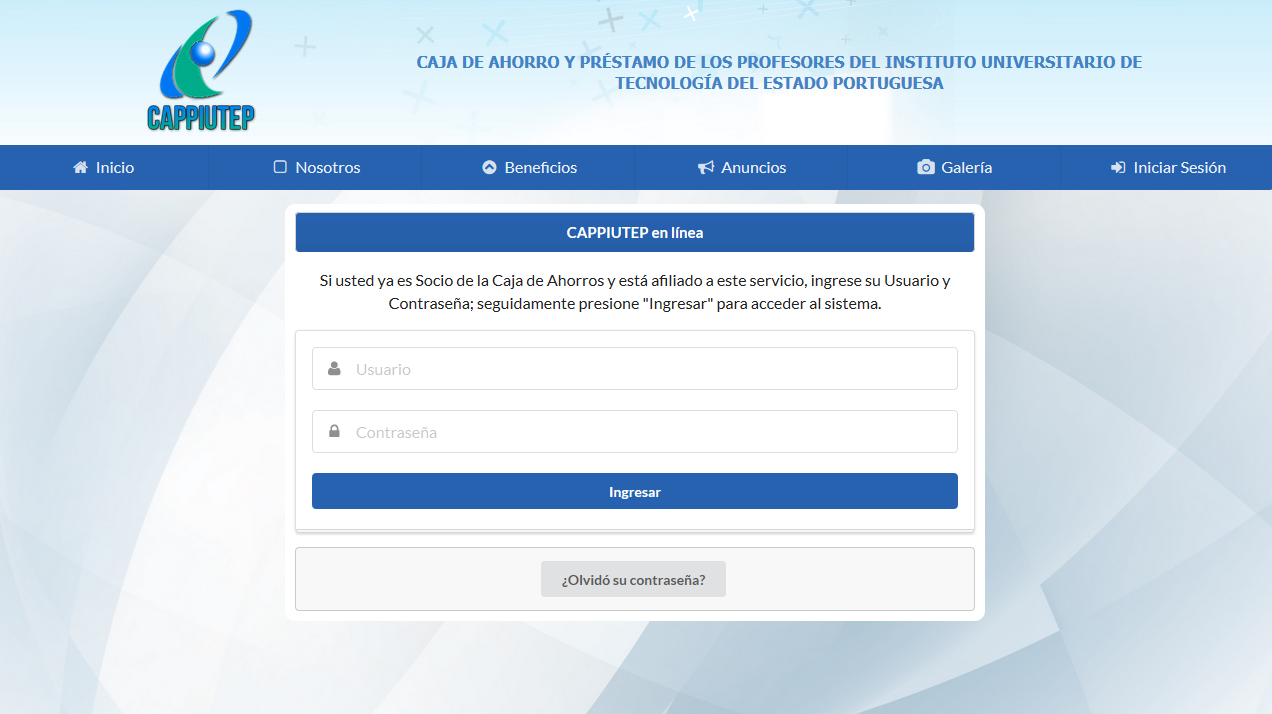 CAPPIUTEP
CAJA DE AHORRO Y PRÉSTAMO DE LOS PROFESORES DEL INSTITUTO UNIVERSITARIO DE
TECNOLOGÍA DEL ESTADO PORTUGUESA
Inicio
Nosotros
Beneficios
Anuncios
Galería
Iniciar Sesión
CAPPIUTEP en línea
Si usted ya es Socio de la Caja de Ahorros y está afiliado a este servicio, ingrese su Usuario y
Contraseña; seguidamente presione "Ingresar" para acceder al sistema.
Usuario
Contraseña
Ingresar
¿Olvidó su contraseña?